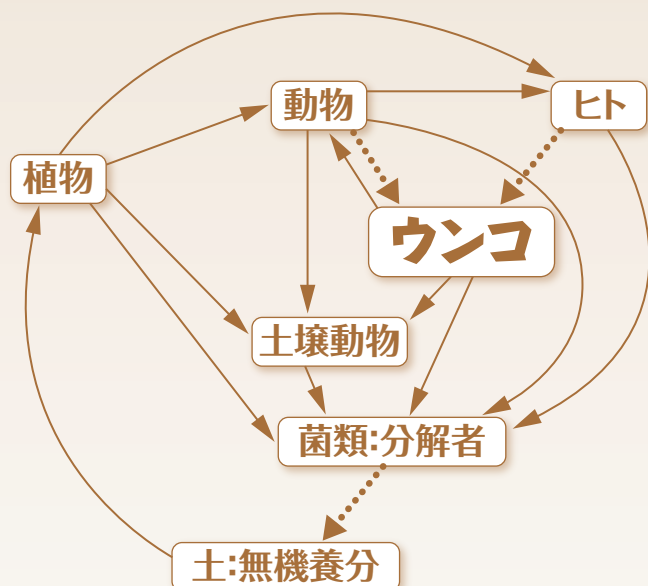 動物
ヒト
植物
ウンコ
土壌動物
菌類:分解者
土:無機養分